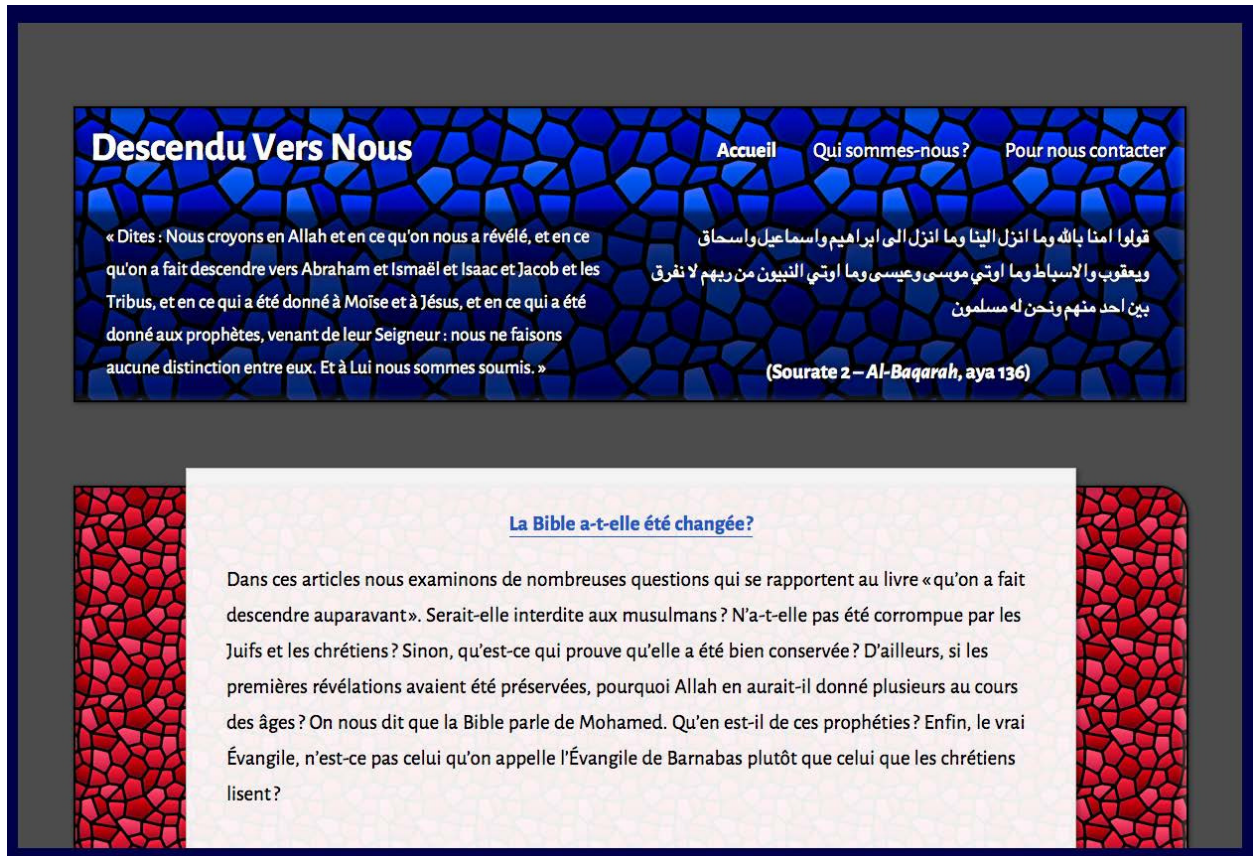 Descendu Vers Nous
Accueil Qui sommes-nous ? Pour nous contacter
« Dites : Nous croyons en Allah et en ce qu'on nous a révélé, et en ce
qu'on a fait descendre vers Abraham et Ismaël et Isaac et Jacob et les
Tribus, et en ce qui a été donné à Moïse et à Jésus, et en ce qui a été
donné aux prophètes, venant de leur Seigneur : nous ne faisons
aucune distinction entre eux. Et à Lui nous sommes soumis. »
قولوا امنا بالله وما انزل الينا وما انزل الى ابراهيم واسماعيل واسحاق
ويعقوب والاسباط وما اوتي موسى وعيسى وما اوتي النبيون من ربهم لا نفرق
بين احد منهم ونحن له مسلمون
(Sourate 2 – Al-Baqarah, aya 136)
La Bible a-t-elle été changée?
Dans ces articles nous examinons de nombreuses questions qui se rapportent au livre « qu’on a fait
descendre auparavant». Serait-elle interdite aux musulmans ? N’a-t-elle pas été corrompue par les
Juifs et les chrétiens ? Sinon, qu’est-ce qui prouve qu’elle a été bien conservée ? D’ailleurs, si les
premières révélations avaient été préservées, pourquoi Allah en aurait-il donné plusieurs au cours
des âges ? On nous dit que la Bible parle de Mohamed. Qu’en est-il de ces prophéties ? Enfin, le vrai
Évangile, n’est-ce pas celui qu’on appelle l’Évangile de Barnabas plutôt que celui que les chrétiens
lisent ?